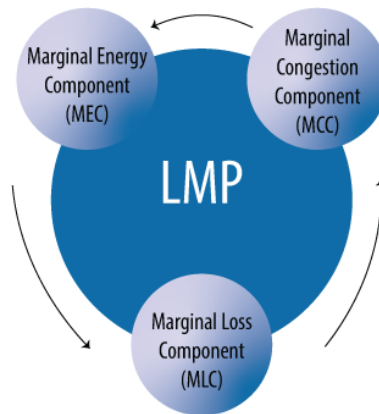 Marginal Energy
Component
(MEC)
Marginal
Congestion
Component
(MCC)
LMP
Marginal Loss
Component
(MLC)